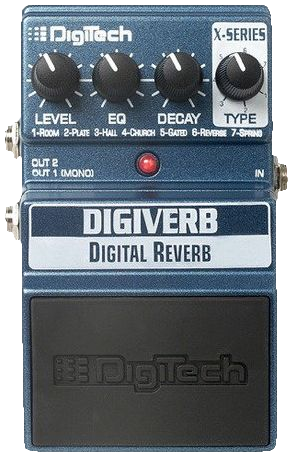 DigiTech
X-SERIES
LEVEL EQ DECAY TYPE
1-ROOM 2-PLATE 3-HALL 4-CHURCH 5-GATED 6-REVERSE 7-SPRING
OUT 2
OUT 1 (MONO) IN
DIGIVERB
DIGITAL REVERB
DigiTech